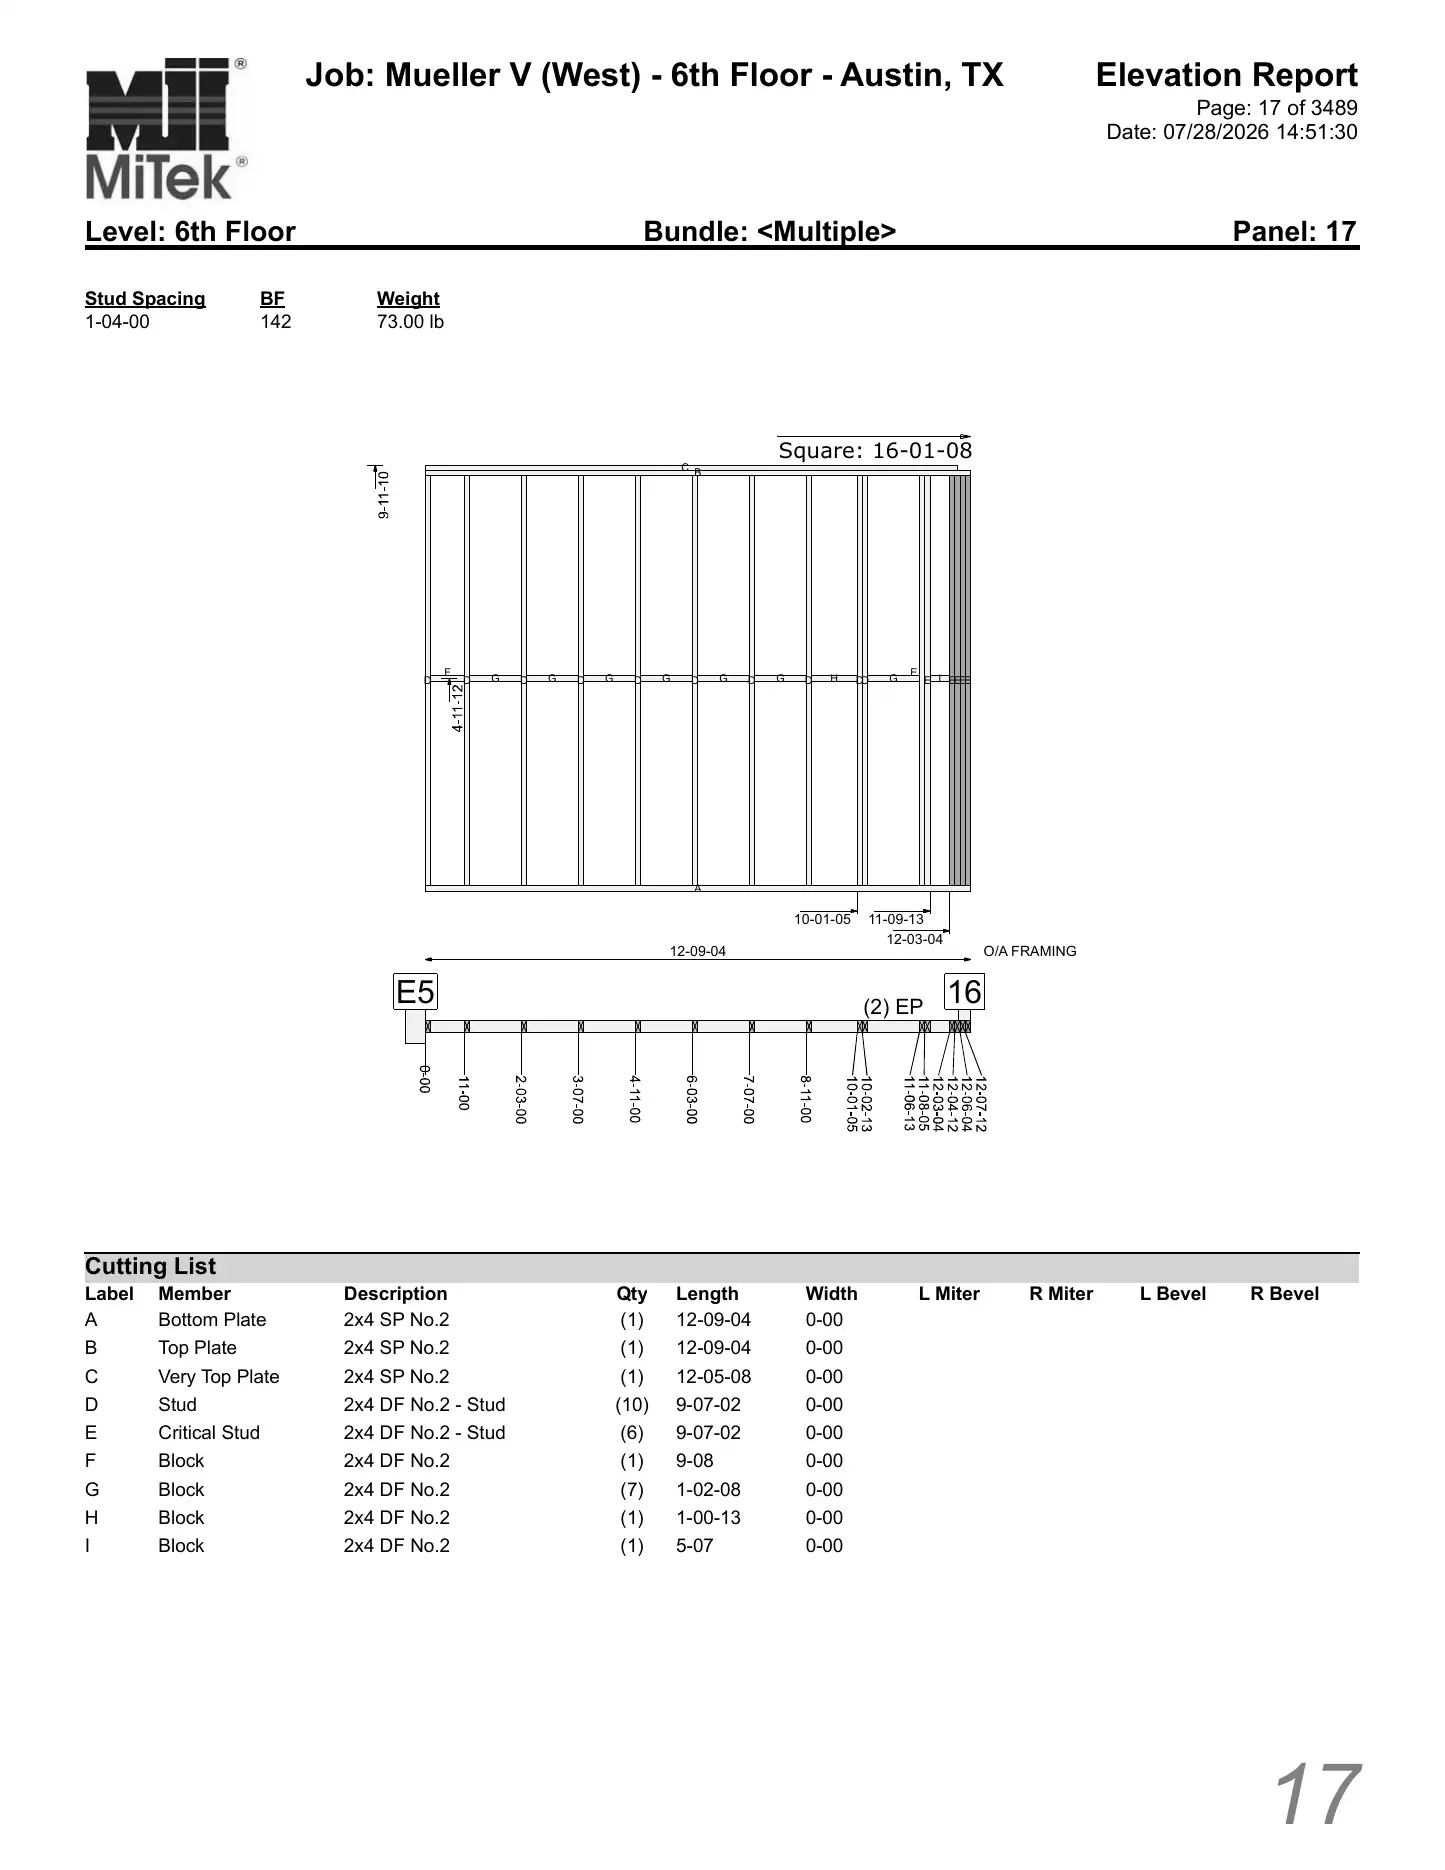 Job: Mueller V (West) - 6th Floor - Austin, TX
Elevation Report
Page: 17 of 3489
Date: 07/28/2026 14:51:30
MiTek®
Level: 6th Floor
Bundle: <Multiple>
Panel: 17
Stud Spacing BF Weight
1-04-00 142 73.00 lb
Square: 16-01-08
9-11-10
C
B
F
E
D D G D G D G D G D G D G D H D D G E I E E E E
4-11-12
A
10-01-05 11-09-13
12-03-04
12-09-04
O/A FRAMING
E5
16
(2) EP
0-00
11-00
2-03-00
3-07-00
4-11-00
6-03-00
7-07-00
8-11-00
10-01-05
10-02-13
11-06-13
11-08-05
12-03-04
12-04-12
12-06-04
12-07-12
Cutting List
Label Member Description Qty Length Width L Miter R Miter L Bevel R Bevel
A Bottom Plate 2x4 SP No.2 (1) 12-09-04 0-00
B Top Plate 2x4 SP No.2 (1) 12-09-04 0-00
C Very Top Plate 2x4 SP No.2 (1) 12-05-08 0-00
D Stud 2x4 DF No.2 - Stud (10) 9-07-02 0-00
E Critical Stud 2x4 DF No.2 - Stud (6) 9-07-02 0-00
F Block 2x4 DF No.2 (1) 9-08 0-00
G Block 2x4 DF No.2 (7) 1-02-08 0-00
H Block 2x4 DF No.2 (1) 1-00-13 0-00
I Block 2x4 DF No.2 (1) 5-07 0-00
17